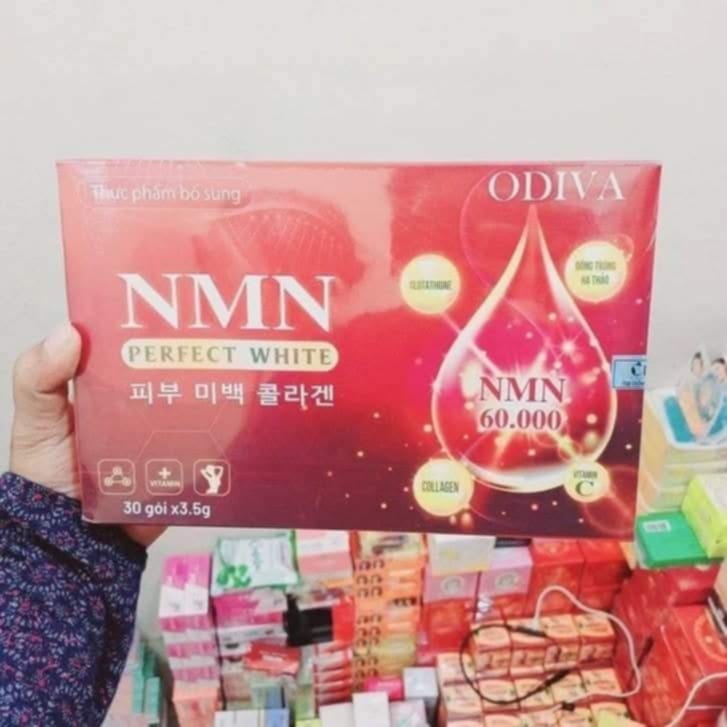 Thực phẩm bổ sung
ODIVA
NMN
PERFECT WHITE
피부 미백 콜라겐
VITAMIN
30 gói x3.5g
GLUTATHIONE
ĐÔNG TRÙNG
HẠ THẢO
NMN
60.000
COLLAGEN
VITAMIN
C